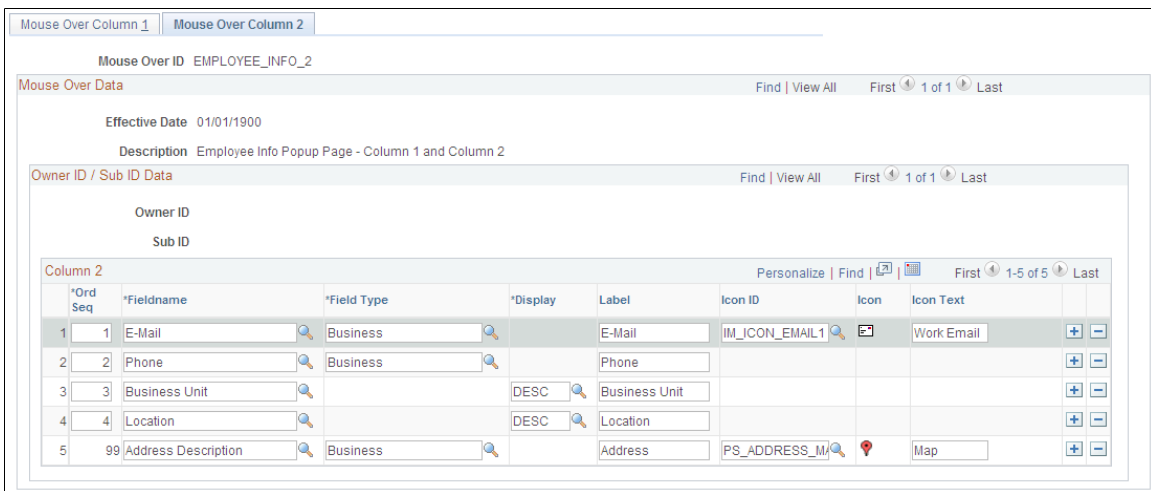 Mouse Over Column 1 Mouse Over Column 2
Mouse Over ID EMPLOYEE_INFO_2
Mouse Over Data Find | View All First 1 of 1 Last
Effective Date 01/01/1900
Description Employee Info Popup Page - Column 1 and Column 2
Owner ID / Sub ID Data Find | View All First 1 of 1 Last
Owner ID
Sub ID
Column 2 Personalize | Find | | First 1-5 of 5 Last
*Ord Seq *Fieldname *Field Type *Display Label Icon ID Icon Icon Text
1 1 E-Mail Business E-Mail IM_ICON_EMAIL1 Work Email
2 2 Phone Business Phone
3 3 Business Unit DESC Business Unit
4 4 Location DESC Location
5 99 Address Description Business Address PS_ADDRESS_MA Map